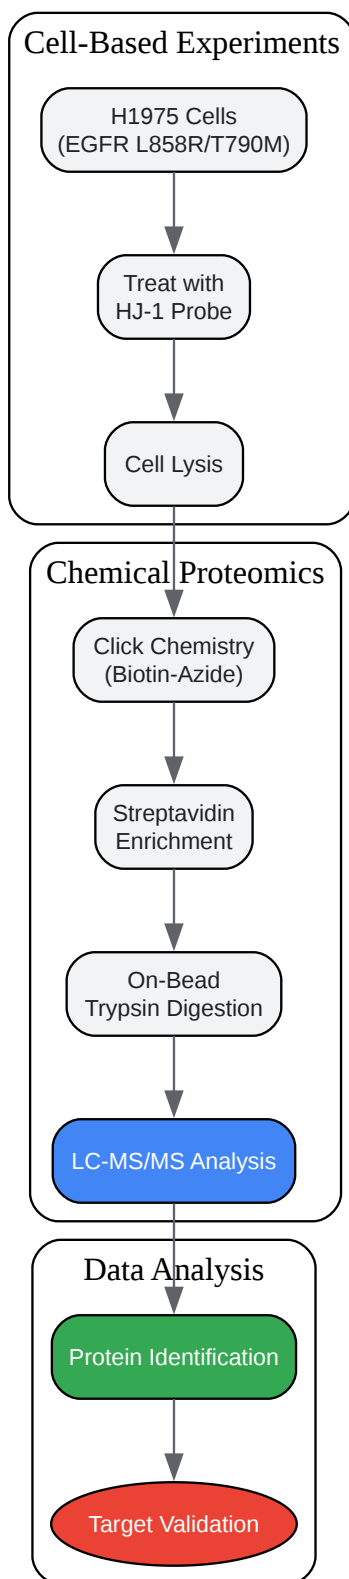 Cell-Based Experiments
H1975 Cells
(EGFR L858R/T790M)
Treat with
HJ-1 Probe
Cell Lysis
Chemical Proteomics
Click Chemistry
(Biotin-Azide)
Streptavidin
Enrichment
On-Bead
Trypsin Digestion
LC-MS/MS Analysis
Data Analysis
Protein Identification
Target Validation